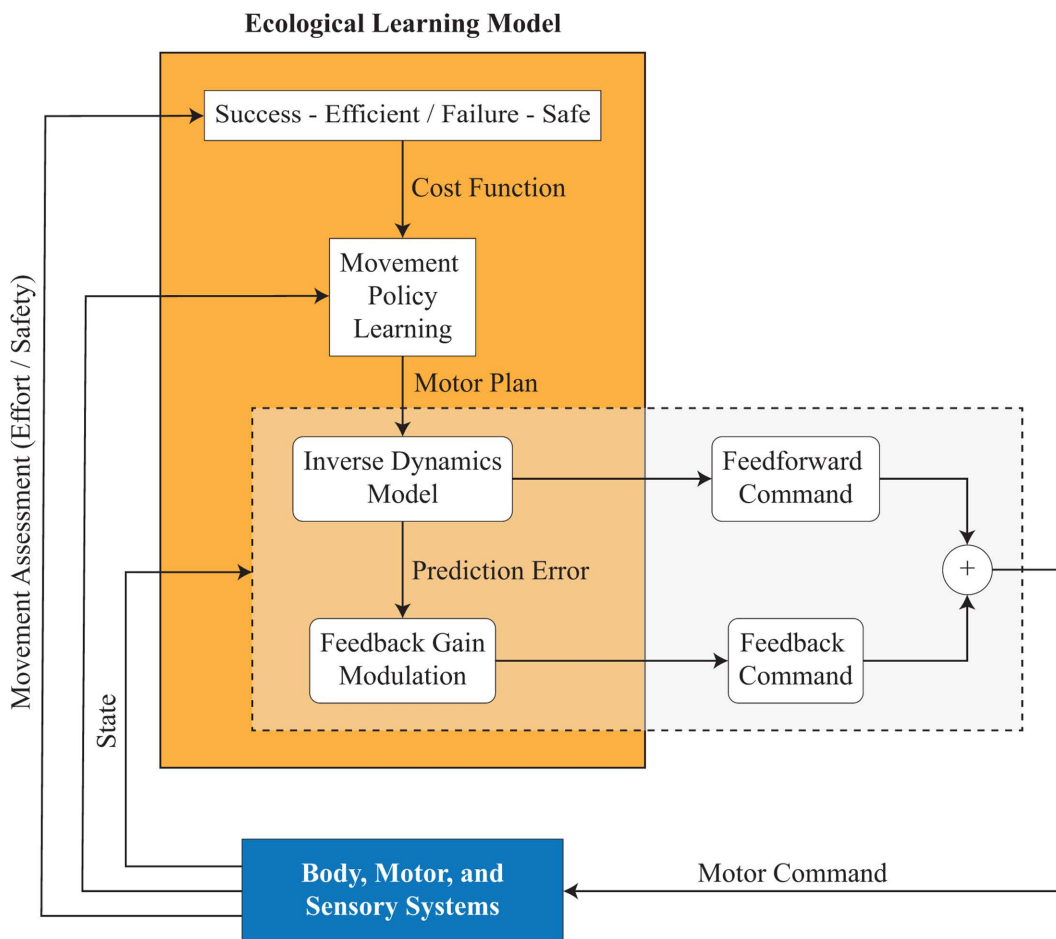 Ecological Learning Model
Success - Efficient / Failure - Safe
Cost Function
Movement
Policy
Learning
Motor Plan
Inverse Dynamics
Model
Feedforward
Command
+
Prediction Error
Feedback Gain
Modulation
Feedback
Command
Movement Assessment (Effort / Safety)
State
Body, Motor, and
Sensory Systems
Motor Command